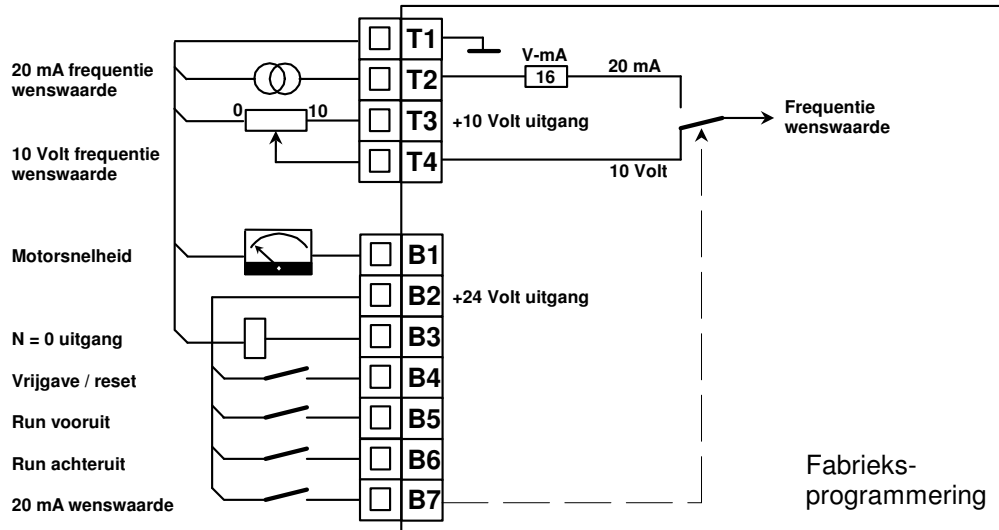 T1
V-mA
20 mA frequentie
wenswaarde
T2
16
20 mA
0
10
T3
+10 Volt uitgang
Frequentie
wenswaarde
10 Volt frequentie
wenswaarde
T4
10 Volt
Motorsnelheid
B1
B2
+24 Volt uitgang
N = 0 uitgang
B3
Vrijgave / reset
B4
Run vooruit
B5
Run achteruit
B6
20 mA wenswaarde
B7
Fabrieks-
programmering